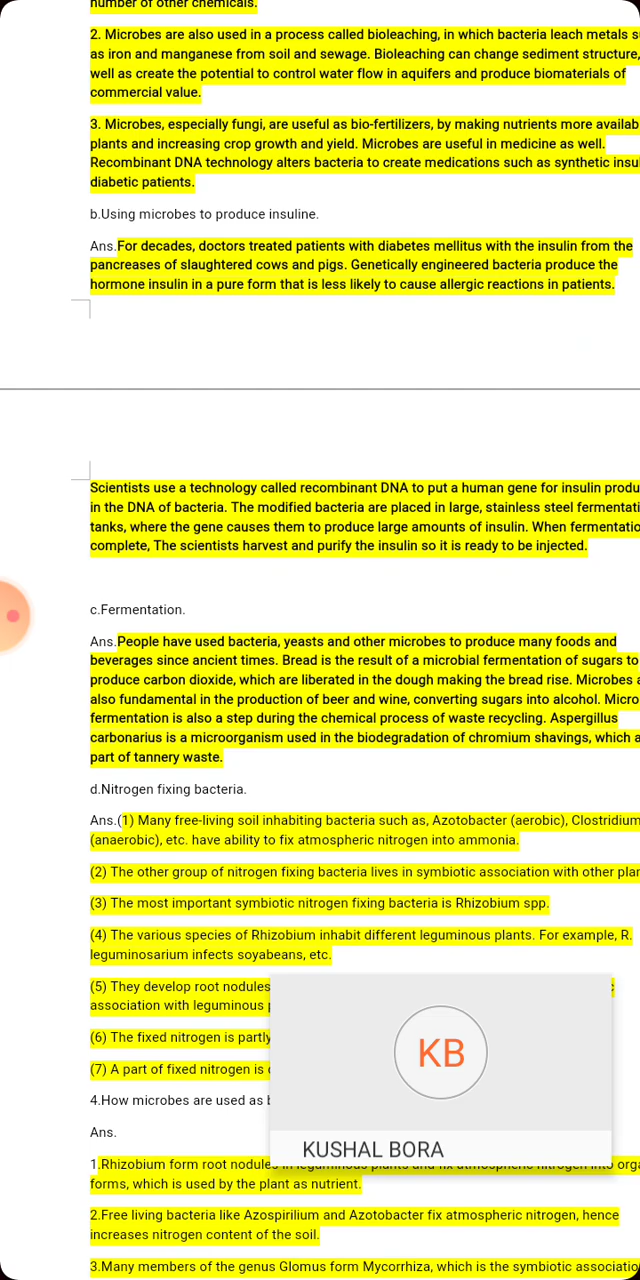 number of other chemicals.
2. Microbes are also used in a process called bioleaching, in which bacteria leach metals
as iron and manganese from soil and sewage. Bioleaching can change sediment structure,
well as create the potential to control water flow in aquifers and produce biomaterials of
commercial value.
3. Microbes, especially fungi, are useful as bio-fertilizers, by making nutrients more
plants and increasing crop growth and yield. Microbes are useful in medicine as well.
Recombinant DNA technology alters bacteria to create medications such as synthetic
diabetic patients.
b.Using microbes to produce insuline.
Ans.For decades, doctors treated patients with diabetes mellitus with the insulin from the
pancreases of slaughtered cows and pigs. Genetically engineered bacteria produce the
hormone insulin in a pure form that is less likely to cause allergic reactions in patients.
Scientists use a technology called recombinant DNA to put a human gene for insulin
in the DNA of bacteria. The modified bacteria are placed in large, stainless steel
tanks, where the gene causes them to produce large amounts of insulin. When
complete, The scientists harvest and purify the insulin so it is ready to be injected.
c.Fermentation.
Ans.People have used bacteria, yeasts and other microbes to produce many foods and
beverages since ancient times. Bread is the result of a microbial fermentation of sugars to
produce carbon dioxide, which are liberated in the dough making the bread rise. Microbes
also fundamental in the production of beer and wine, converting sugars into alcohol.
fermentation is also a step during the chemical process of waste recycling. Aspergillus
carbonarius is a microorganism used in the biodegradation of chromium shavings, which
part of tannery waste.
d.Nitrogen fixing bacteria.
Ans.(1) Many free-living soil inhabiting bacteria such as, Azotobacter (aerobic), Clostridium
(anaerobic), etc. have ability to fix atmospheric nitrogen into ammonia.
(2) The other group of nitrogen fixing bacteria lives in symbiotic association with other
(3) The most important symbiotic nitrogen fixing bacteria is Rhizobium spp.
(4) The various species of Rhizobium inhabit different leguminous plants. For example, R.
leguminosarium infects soyabeans, etc.
(5) They develop root nodules
association with leguminous
(6) The fixed nitrogen is partly
(7) A part of fixed nitrogen is
4.How microbes are used as
Ans.
KB
KUSHAL BORA
1.Rhizobium form root nodules in leguminous plants and fix atmospheric nitrogen into
forms, which is used by the plant as nutrient.
2.Free living bacteria like Azospirilium and Azotobacter fix atmospheric nitrogen, hence
increases nitrogen content of the soil.
3.Many members of the genus Glomus form Mycorrhiza, which is the symbiotic